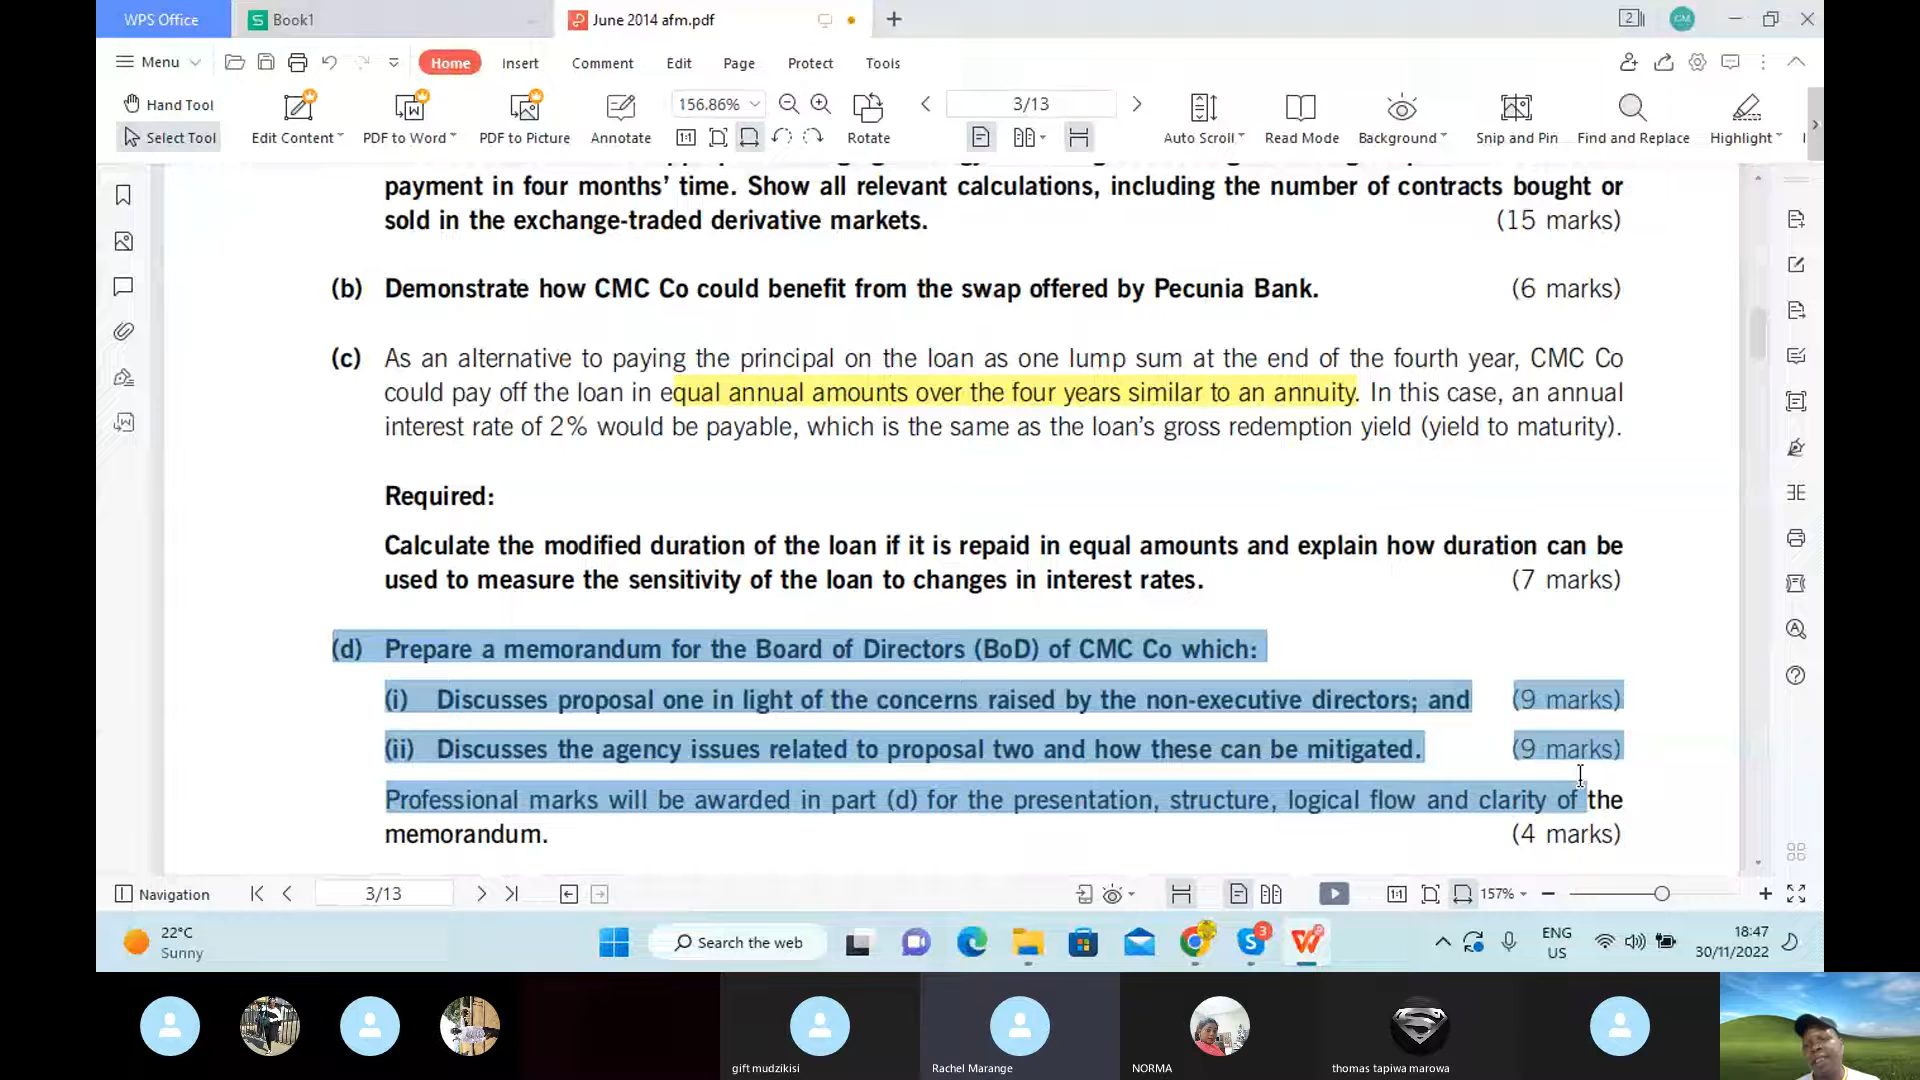 WPS Office
Book1
June 2014 afm.pdf
2
CM
Menu
Home
Insert
Comment
Edit
Page
Protect
Tools
Hand Tool
Select Tool
Edit Content
PDF to Word
PDF to Picture
Annotate
156.86%
1:1
Rotate
3/13
Auto Scroll
Read Mode
Background
Snip and Pin
Find and Replace
Highlight
payment in four months' time. Show all relevant calculations, including the number of contracts bought or
sold in the exchange-traded derivative markets. (15 marks)
(b) Demonstrate how CMC Co could benefit from the swap offered by Pecunia Bank. (6 marks)
(c) As an alternative to paying the principal on the loan as one lump sum at the end of the fourth year, CMC Co
could pay off the loan in equal annual amounts over the four years similar to an annuity. In this case, an annual
interest rate of 2% would be payable, which is the same as the loan's gross redemption yield (yield to maturity).
Required:
Calculate the modified duration of the loan if it is repaid in equal amounts and explain how duration can be
used to measure the sensitivity of the loan to changes in interest rates. (7 marks)
(d) Prepare a memorandum for the Board of Directors (BoD) of CMC Co which:
(i) Discusses proposal one in light of the concerns raised by the non-executive directors; and (9 marks)
(ii) Discusses the agency issues related to proposal two and how these can be mitigated. (9 marks)
Professional marks will be awarded in part (d) for the presentation, structure, logical flow and clarity of the
memorandum. (4 marks)
Navigation
3/13
1:1
157%
22°C
Sunny
Search the web
3
ENG
US
18:47
30/11/2022
gift mudzikisi
Rachel Marange
NORMA
thomas tapiwa marowa